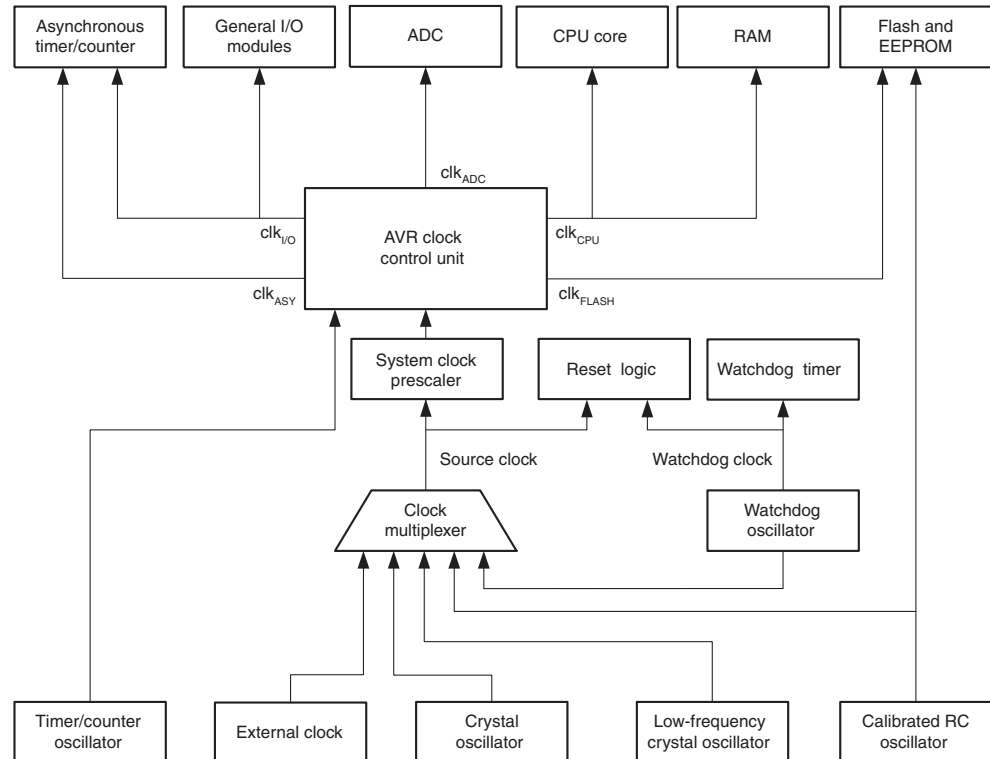 Asynchronous
timer/counter
General I/O
modules
ADC
CPU core
RAM
Flash and
EEPROM
clkADC
clkI/O
AVR clock
control unit
clkCPU
clkASY
clkFLASH
System clock
prescaler
Reset logic
Watchdog timer
Source clock
Watchdog clock
Clock
multiplexer
Watchdog
oscillator
Timer/counter
oscillator
External clock
Crystal
oscillator
Low-frequency
crystal oscillator
Calibrated RC
oscillator